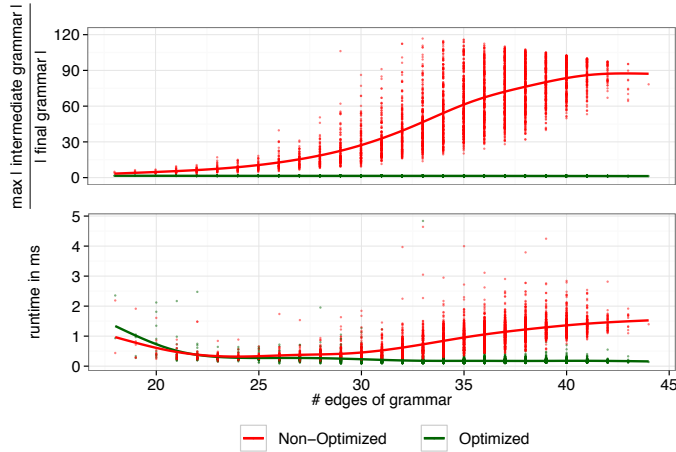 max | intermediate grammar |
| final grammar |
120
90
60
30
0
runtime in ms
5
4
3
2
1
0
20 25 30 35 40 45
# edges of grammar
Non-Optimized Optimized